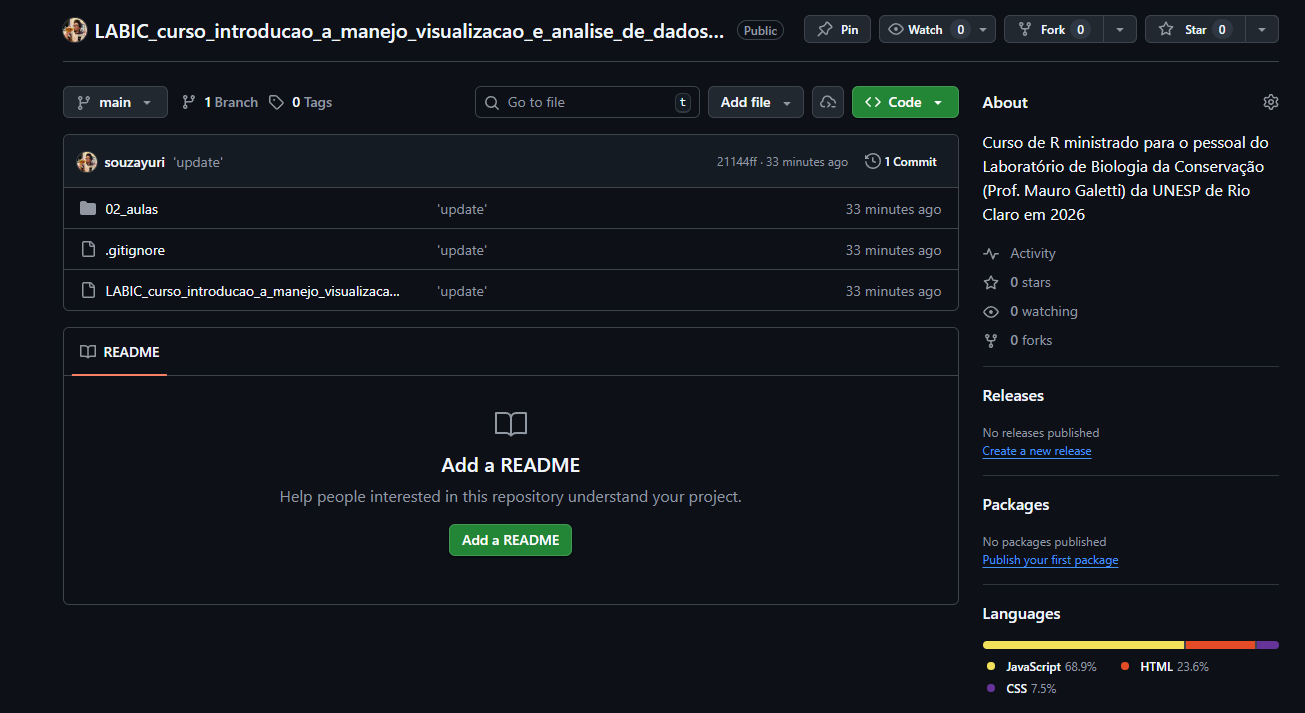 LABIC_curso_introducao_a_manejo_visualizacao_e_analise_de_dados... Public Pin Watch 0 Fork 0 Star 0
main 1 Branch 0 Tags Go to file t Add file Code
souzayuri 'update' 21144ff · 33 minutes ago 1 Commit
02_aulas 'update' 33 minutes ago
.gitignore 'update' 33 minutes ago
LABIC_curso_introducao_a_manejo_visualizaca... 'update' 33 minutes ago
README
Add a README
Help people interested in this repository understand your project.
Add a README
About
Curso de R ministrado para o pessoal do
Laboratório de Biologia da Conservação
(Prof. Mauro Galetti) da UNESP de Rio
Claro em 2026
Activity
0 stars
0 watching
0 forks
Releases
No releases published
Create a new release
Packages
No packages published
Publish your first package
Languages
JavaScript 68.9% HTML 23.6%
CSS 7.5%